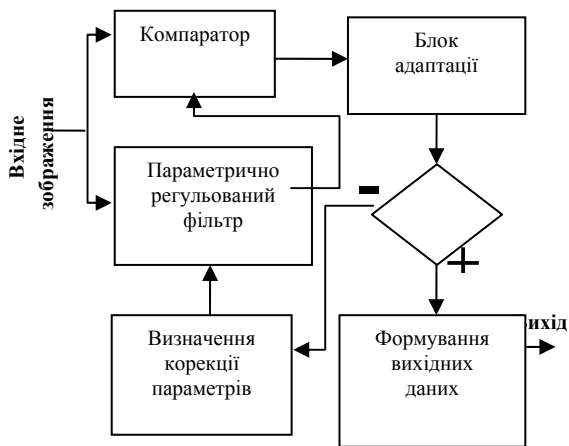 Компаратор
Блок
адаптації
Вхідне
зображення
Параметрично
регульований
фільтр
−
+
Визначення
корекції
параметрів
Формування
вихідних
даних
вихід